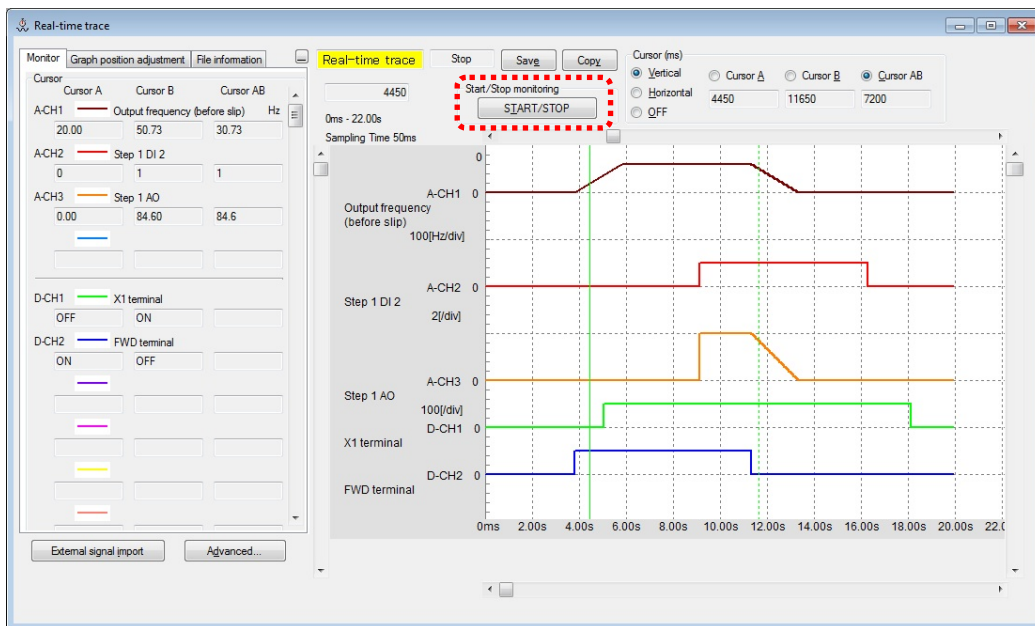 Real-time trace
Monitor Graph position adjustment File information
Cursor
Cursor A Cursor B Cursor AB
A-CH1 Output frequency (before slip) Hz
20.00 50.73 30.73
A-CH2 Step 1 DI 2
0 1 1
A-CH3 Step 1 AO
0.00 84.60 84.6
D-CH1 X1 terminal
OFF ON
D-CH2 FWD terminal
ON OFF
External signal import Advanced...
Real-time trace Stop Save Copy
4450
Start/Stop monitoring
START/STOP
0ms - 22.00s
Sampling Time 50ms
Cursor (ms)
Vertical
Horizontal
OFF
Cursor A Cursor B Cursor AB
4450 11650 7200
0
A-CH1 0
Output frequency
(before slip)
100[Hz/div]
A-CH2 0
Step 1 DI 2
2[/div]
A-CH3 0
Step 1 AO
100[/div]
D-CH1 0
X1 terminal
D-CH2 0
FWD terminal
0ms 2.00s 4.00s 6.00s 8.00s 10.00s 12.00s 14.00s 16.00s 18.00s 20.00s 22.0